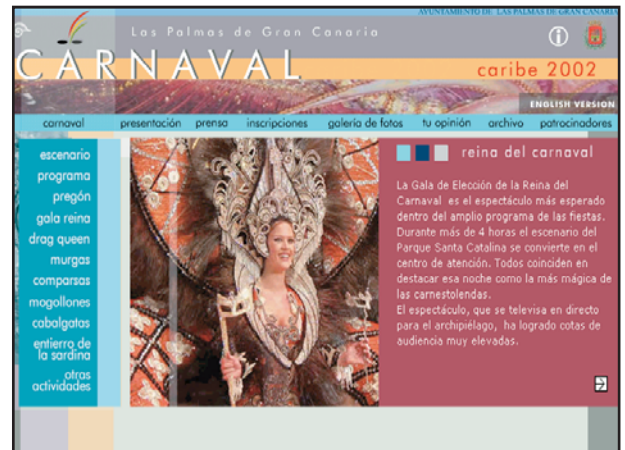 AYUNTAMIENTO DE LAS PALMAS DE GRAN CANARIA
Las Palmas de Gran Canaria
CARNAVAL
caribe 2002
ENGLISH VERSION
carnaval presentación prensa inscripciones galería de fotos tu opinión archivo patrocinadores
escenario
programa
pregón
gala reina
drag queen
murgas
comparsas
mogollones
cabalgatas
entierro de
la sardina
otras
actividades
reina del carnaval
La Gala de Elección de la Reina del
Carnaval es el espectáculo más esperado
dentro del amplio programa de las fiestas.
Durante más de 4 horas el escenario del
Parque Santa Catalina se convierte en el
centro de atención. Todos coinciden en
destacar esa noche como la más mágica de
las carnestolendas.
El espectáculo, que se televisa en directo
para el archipiélago, ha logrado cotas de
audiencia muy elevadas.